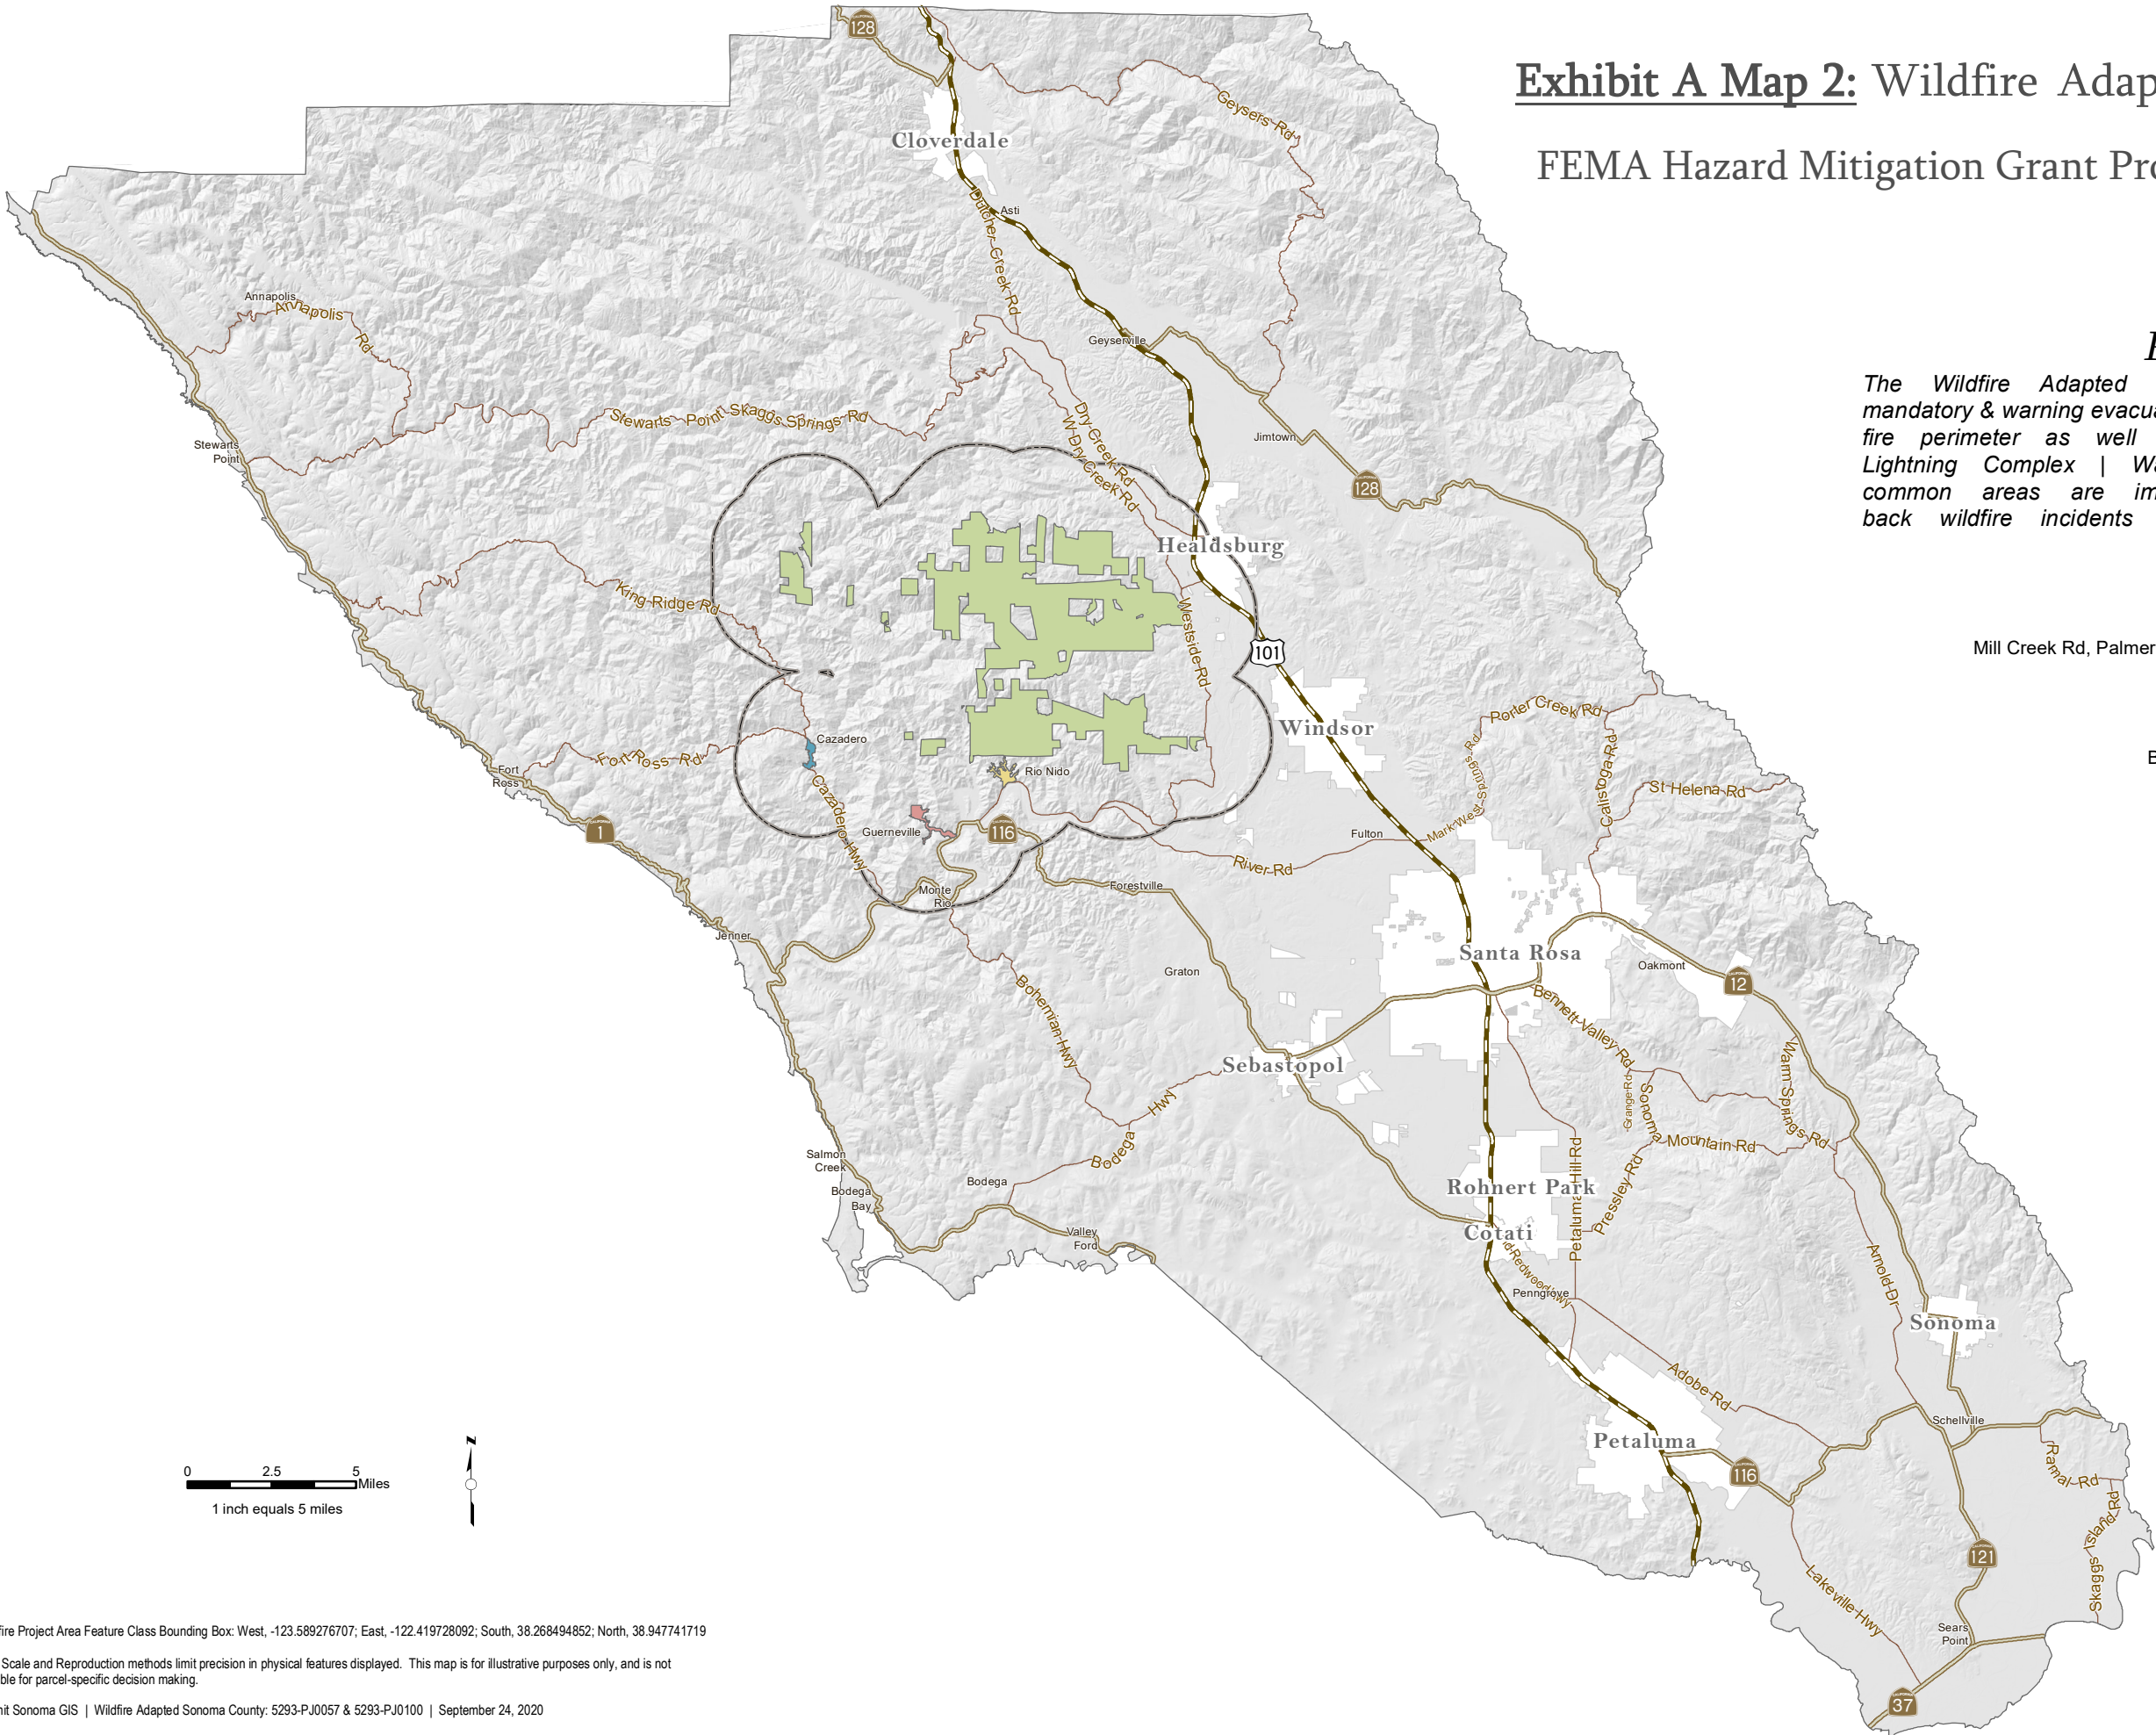 Exhibit A Map 2: Wildfire Adap
FEMA Hazard Mitigation Grant Pro
The Wildfire Adapted
mandatory & warning evacua
fire perimeter as well
Lightning Complex | Wa
common areas are im
back wildfire incidents
Mill Creek Rd, Palmer
128
Cloverdale
Geysers Rd
Asti
Dutcher Creek Rd
Annapolis
Annapolis Rd
Geyserville
Stewarts Point Skaggs Springs Rd
Dry Creek Rd
W Dry Creek Rd
Stewarts
Point
Jimtown
128
Healdsburg
King Ridge Rd
Westside Rd
101
Windsor
Porter Creek Rd
Cazadero
Fort Ross Rd
Fort
Ross
Rio Nido
Mark West Springs Rd
Calistoga Rd
St Helena Rd
Cazadero Hwy
1
Guerneville
116
Fulton
River Rd
Monte
Rio
Forestville
Jenner
Santa Rosa
Graton
Oakmont
12
Bohemian Hwy
Bennett Valley Rd
Sebastopol
Warm Springs Rd
Grange Rd
Sonoma Mountain Rd
Bodega Hwy
Salmon
Creek
Petaluma Hill Rd
Pressley Rd
Bodega
Bodega
Bay
Rohnert Park
Valley
Ford
Cotati
Arnold Dr
d Redwood Hwy
Penngrove
Sonoma
Adobe Rd
Schellville
Petaluma
116
Ramal Rd
Skaggs Island Rd
121
Lakeville Hwy
Sears
Point
37
N
0 2.5 5
Miles
1 inch equals 5 miles
fire Project Area Feature Class Bounding Box: West, -123.589276707; East, -122.419728092; South, 38.268494852; North, 38.947741719
Scale and Reproduction methods limit precision in physical features displayed. This map is for illustrative purposes only, and is not
ble for parcel-specific decision making.
it Sonoma GIS | Wildfire Adapted Sonoma County: 5293-PJ0057 & 5293-PJ0100 | September 24, 2020